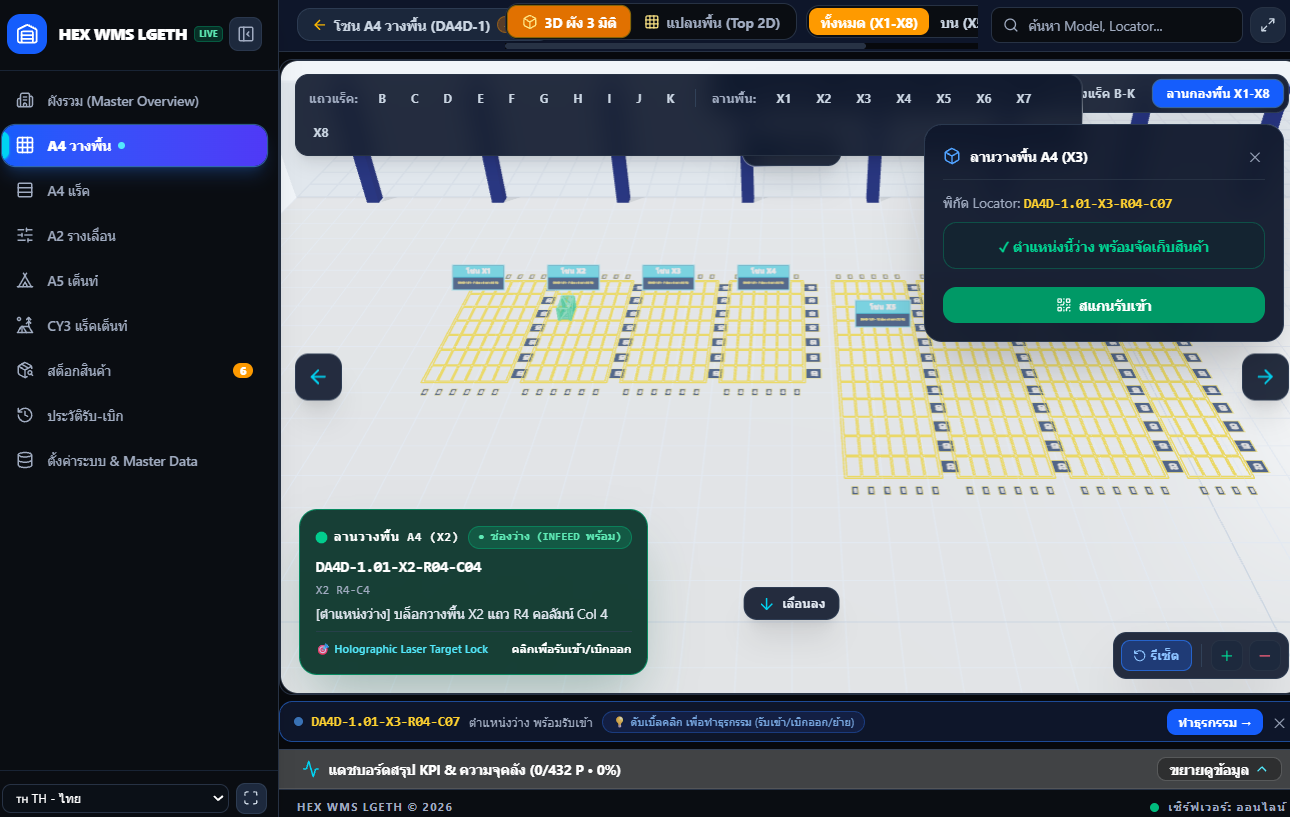 HEX WMS LGETH LIVE
ผังรวม (Master Overview)
A4 วางพื้น
A4 แร็ค
A2 รางเลื่อน
A5 เต็นท์
CY3 แร็คเต็นท์
สต็อกสินค้า 6
ประวัติรับ-เบิก
ตั้งค่าระบบ & Master Data
TH TH - ไทย
โซน A4 วางพื้น (DA4D-1)
3D ผัง 3 มิติ
แปลนพื้น (Top 2D)
ทั้งหมด (X1-X8)
บน (X
ค้นหา Model, Locator...
แถวแร็ค: B C D E F G H I J K ลานพื้น: X1 X2 X3 X4 X5 X6 X7
X8
งแร็ค B-K
ลานกองพื้น X1-X8
ลานวางพื้น A4 (X3)
พิกัด Locator: DA4D-1.01-X3-R04-C07
✓ ตำแหน่งนี้ว่าง พร้อมจัดเก็บสินค้า
สแกนรับเข้า
โซน X1
โซน X2
โซน X3
โซน X4
ลานวางพื้น A4 (X2)
• ช่องว่าง (INFEED พร้อม)
DA4D-1.01-X2-R04-C04
X2 R4-C4
[ตำแหน่งว่าง] บล็อกวางพื้น X2 แถว R4 คอลัมน์ Col 4
🎯 Holographic Laser Target Lock คลิกเพื่อรับเข้า/เบิกออก
เลื่อนลง
รีเซ็ต + −
DA4D-1.01-X3-R04-C07 ตำแหน่งว่าง พร้อมรับเข้า
💡 ดับเบิ้ลคลิก เพื่อทำธุรกรรม (รับเข้า/เบิกออก/ย้าย)
ทำธุรกรรม →
แดชบอร์ดสรุป KPI & ความจุคลัง (0/432 P • 0%)
ขยายดูข้อมูล
HEX WMS LGETH © 2026
เซิร์ฟเวอร์: ออนไลน์